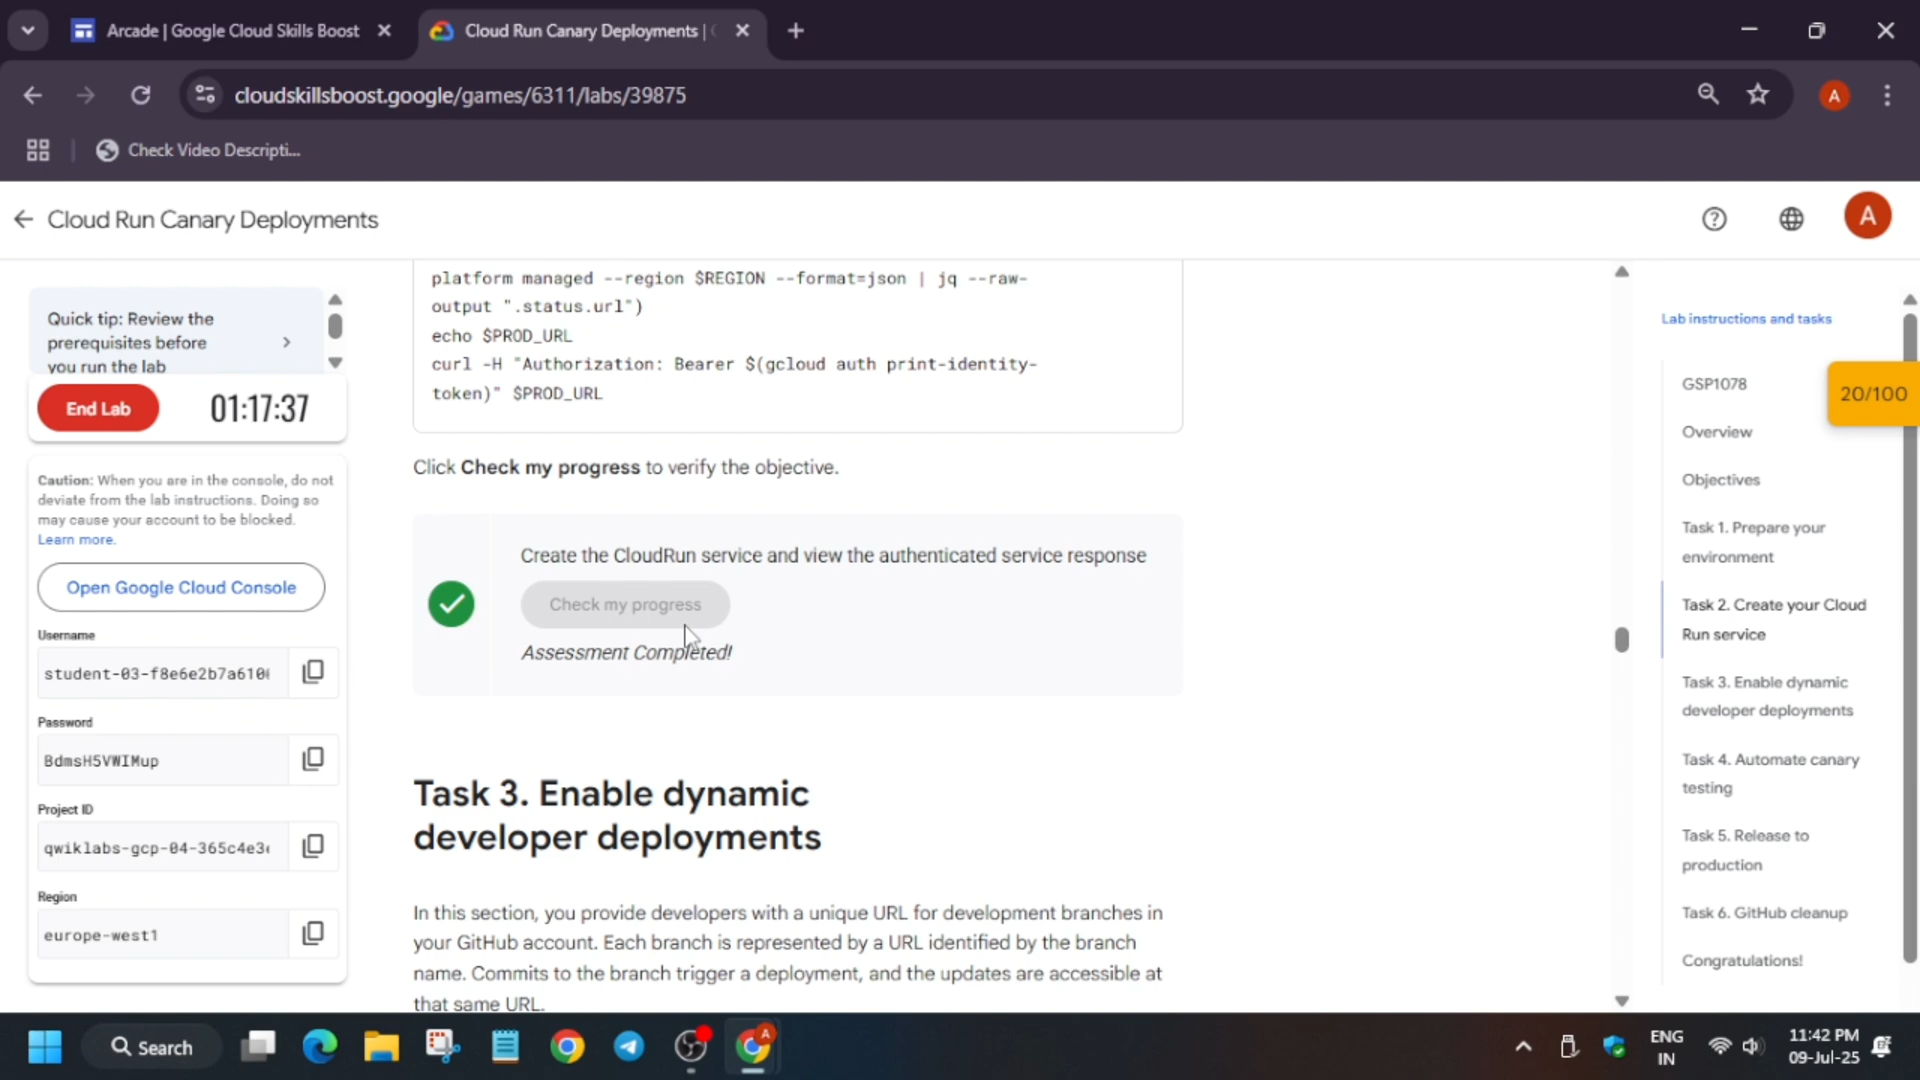 Arcade | Google Cloud Skills Boost
Cloud Run Canary Deployments |
cloudskillsboost.google/games/6311/labs/39875
A
Check Video Descripti...
Cloud Run Canary Deployments
A
Quick tip: Review the
prerequisites before
you run the lab
End Lab
01:17:37
Caution: When you are in the console, do not
deviate from the lab instructions. Doing so
may cause your account to be blocked.
Learn more.
Open Google Cloud Console
Username
student-03-f8e6e2b7a610
Password
BdmsH5VWIMup
Project ID
qwiklabs-gcp-04-365c4e3
Region
europe-west1
platform managed --region $REGION --format=json | jq --raw-
output ".status.url")
echo $PROD_URL
curl -H "Authorization: Bearer $(gcloud auth print-identity-
token)" $PROD_URL
Click Check my progress to verify the objective.
Create the CloudRun service and view the authenticated service response
Check my progress
Assessment Completed!
Task 3. Enable dynamic
developer deployments
In this section, you provide developers with a unique URL for development branches in
your GitHub account. Each branch is represented by a URL identified by the branch
name. Commits to the branch trigger a deployment, and the updates are accessible at
that same URL.
Lab instructions and tasks
GSP1078
20/100
Overview
Objectives
Task 1. Prepare your
environment
Task 2. Create your Cloud
Run service
Task 3. Enable dynamic
developer deployments
Task 4. Automate canary
testing
Task 5. Release to
production
Task 6. GitHub cleanup
Congratulations!
Search
A
ENG
IN
11:42 PM
09-Jul-25